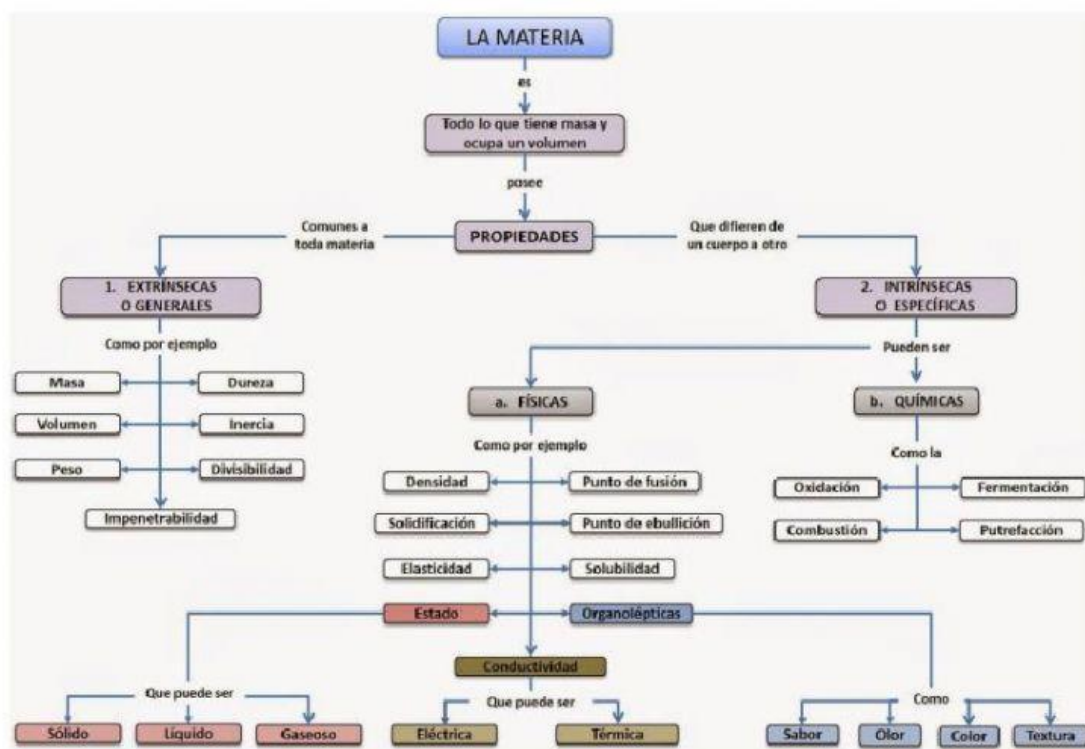 LA MATERIA
es
Todo lo que tiene masa y
ocupa un volumen
posee
Comunes a
toda materia
PROPIEDADES
Que difieren de
un cuerpo a otro
1. EXTRÍNSECAS
O GENERALES
2. INTRÍNSECAS
O ESPECÍFICAS
Como por ejemplo
Pueden ser
Masa
Dureza
a. FÍSICAS
b. QUÍMICAS
Volumen
Inercia
Como por ejemplo
Como la
Peso
Divisibilidad
Densidad
Punto de fusión
Oxidación
Fermentación
Impenetrabilidad
Solidificación
Punto de ebullición
Combustión
Putrefacción
Elasticidad
Solubilidad
Estado
Organolépticas
Conductividad
Que puede ser
Que puede ser
Como
Sólido
Líquido
Gaseoso
Eléctrica
Térmica
Sabor
Olor
Color
Textura